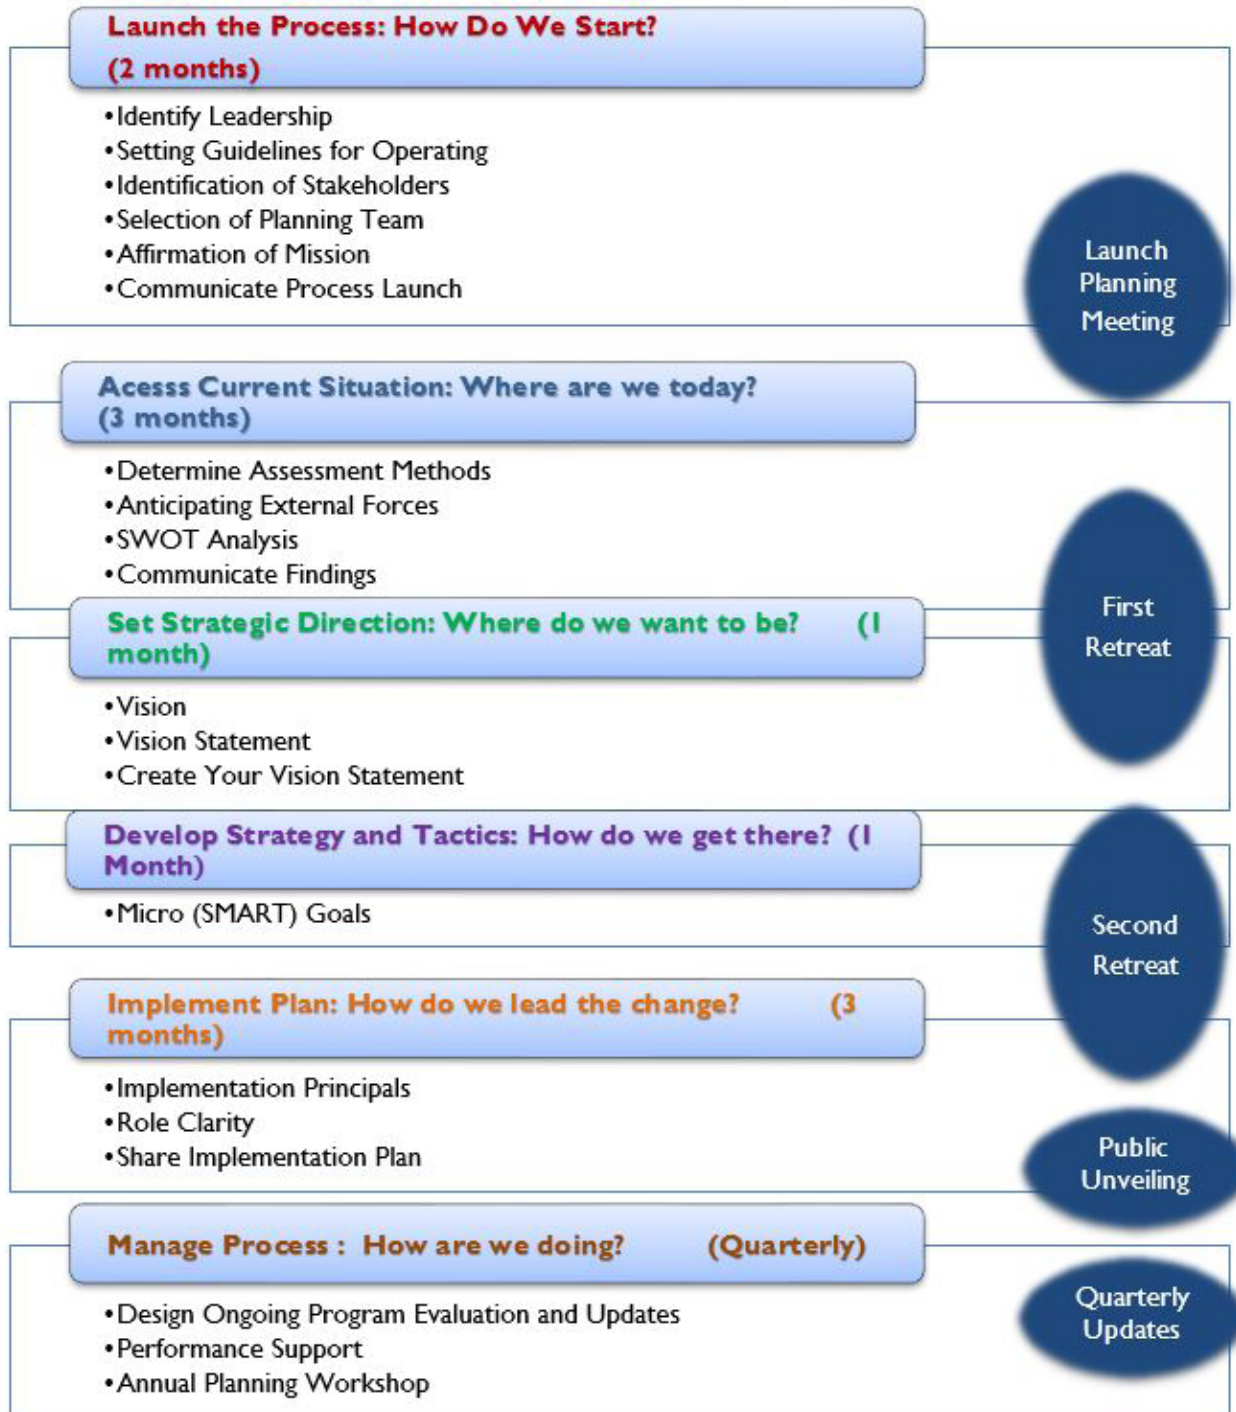 Launch the Process: How Do We Start?
(2 months)
•Identify Leadership
•Setting Guidelines for Operating
•Identification of Stakeholders
•Selection of Planning Team
•Affirmation of Mission
•Communicate Process Launch
Launch
Planning
Meeting
Acesss Current Situation: Where are we today?
(3 months)
•Determine Assessment Methods
•Anticipating External Forces
•SWOT Analysis
•Communicate Findings
First
Retreat
Set Strategic Direction: Where do we want to be? (1
month)
•Vision
•Vision Statement
•Create Your Vision Statement
Develop Strategy and Tactics: How do we get there? (1
Month)
•Micro (SMART) Goals
Second
Retreat
Implement Plan: How do we lead the change? (3
months)
•Implementation Principals
•Role Clarity
•Share Implementation Plan
Public
Unveiling
Manage Process : How are we doing? (Quarterly)
•Design Ongoing Program Evaluation and Updates
•Performance Support
•Annual Planning Workshop
Quarterly
Updates